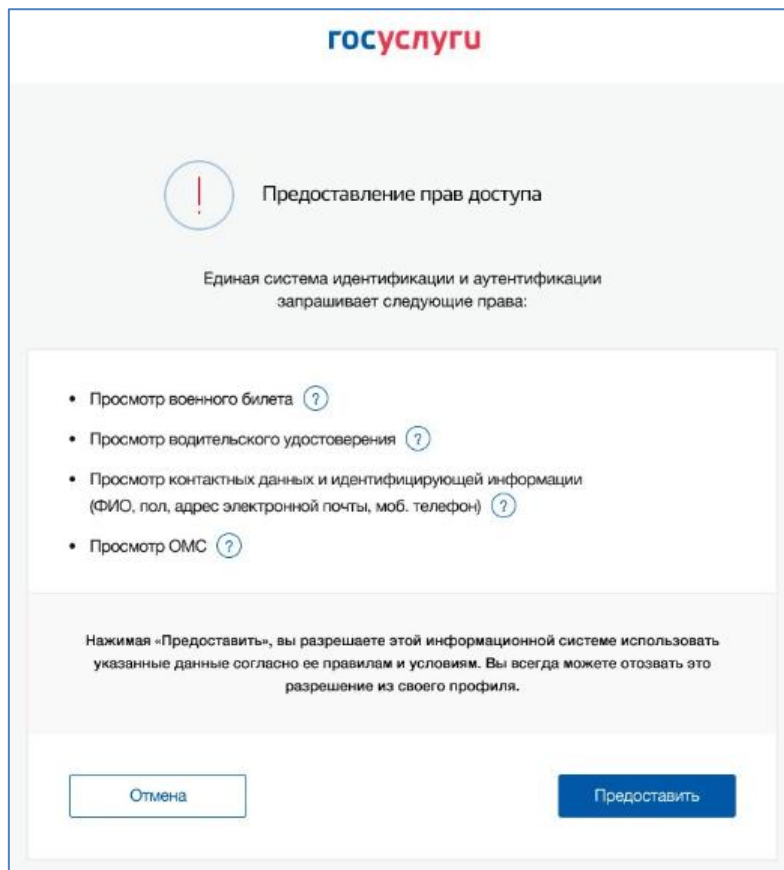 госуслуги
!
Предоставление прав доступа
Единая система идентификации и аутентификации
запрашивает следующие права:
• Просмотр военного билета ?
• Просмотр водительского удостоверения ?
• Просмотр контактных данных и идентифицирующей информации
(ФИО, пол, адрес электронной почты, моб. телефон) ?
• Просмотр ОМС ?
Нажимая «Предоставить», вы разрешаете этой информационной системе использовать
указанные данные согласно ее правилам и условиям. Вы всегда можете отозвать это
разрешение из своего профиля.
Отмена
Предоставить